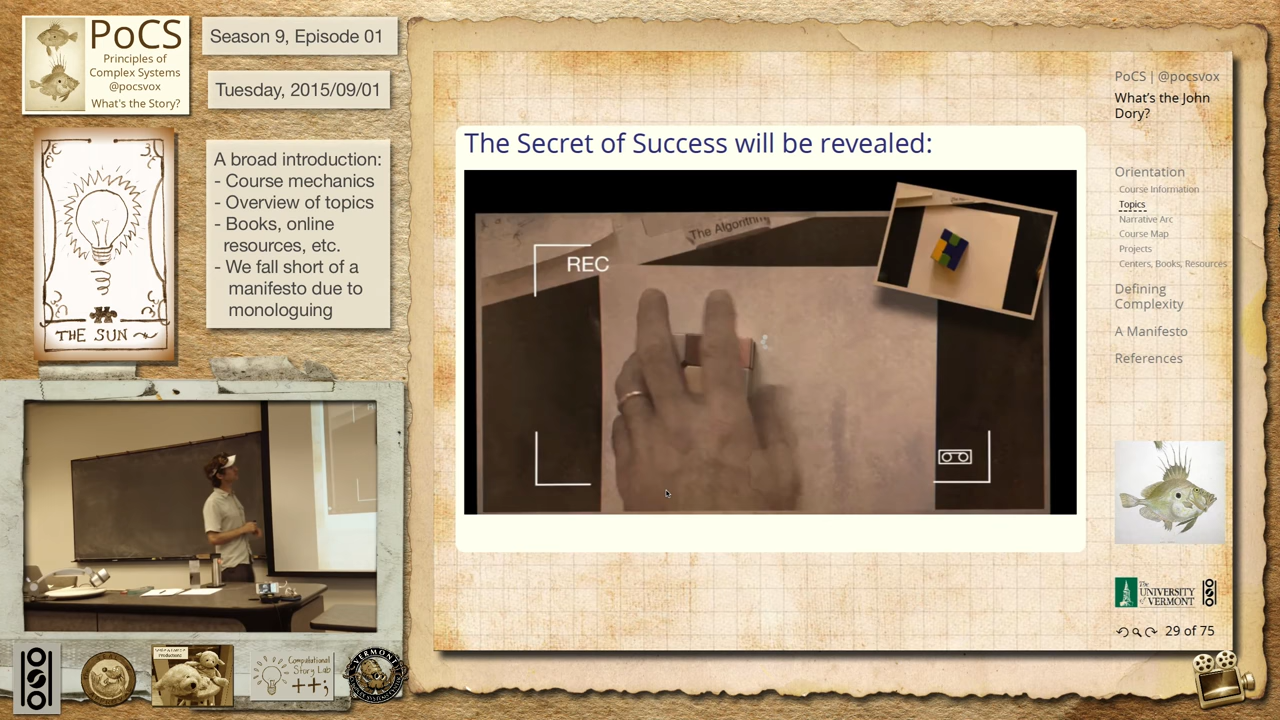 PoCS
Principles of
Complex Systems
@pocsvox
What's the Story?
Season 9, Episode 01
Tuesday, 2015/09/01
A broad introduction:
- Course mechanics
- Overview of topics
- Books, online
resources, etc.
- We fall short of a
manifesto due to
monologuing
THE SUN
The Secret of Success will be revealed:
The Algorithm
REC
PoCS | @pocsvox
What's the John
Dory?
Orientation
Course Information
Topics
Narrative Arc
Course Map
Projects
Centers, Books, Resources
Defining
Complexity
A Manifesto
References
The
UNIVERSITY
of VERMONT
29 of 75
Computational
Story Lab
++;
VERMONT